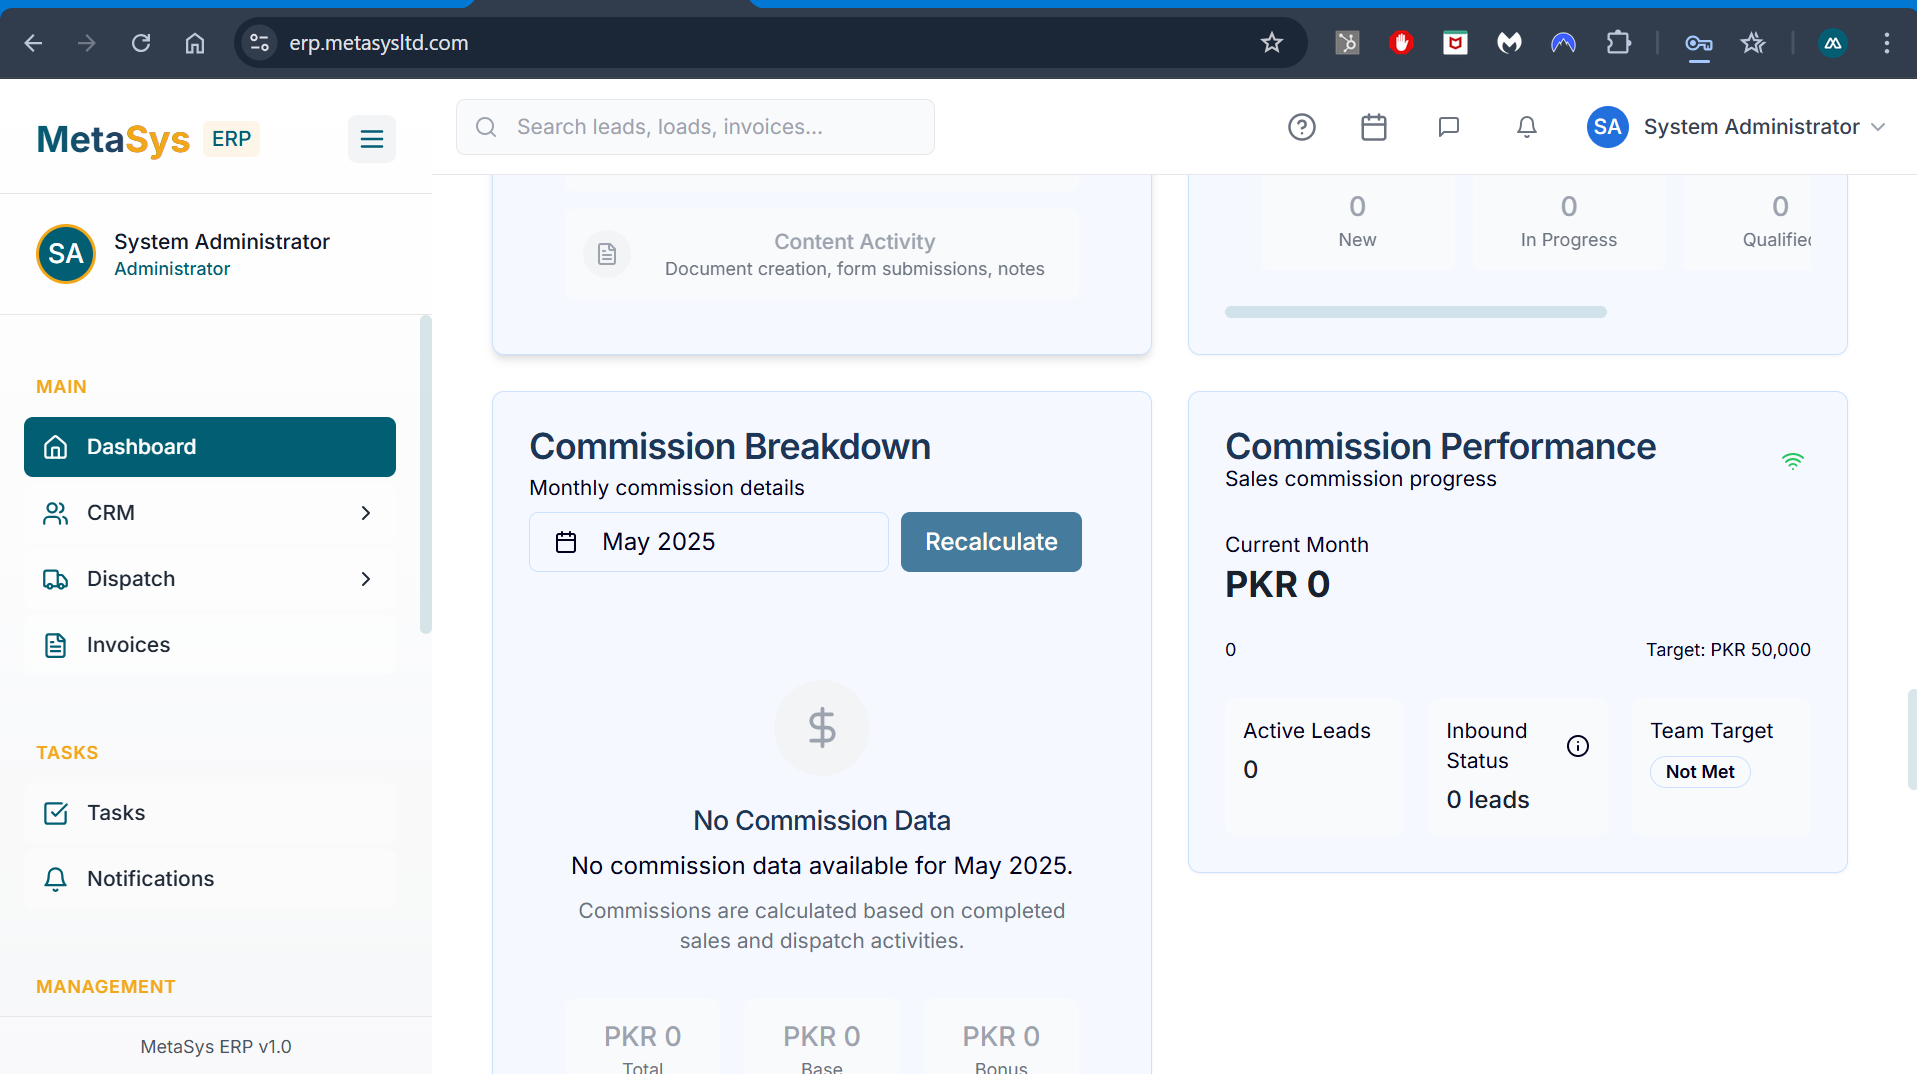 erp.metasysltd.com
MetaSys ERP
Search leads, loads, invoices...
SA System Administrator
SA
System Administrator
Administrator
MAIN
Dashboard
CRM
Dispatch
Invoices
TASKS
Tasks
Notifications
MANAGEMENT
MetaSys ERP v1.0
Content Activity
Document creation, form submissions, notes
0
New
0
In Progress
0
Qualified
Commission Breakdown
Monthly commission details
May 2025
Recalculate
No Commission Data
No commission data available for May 2025.
Commissions are calculated based on completed
sales and dispatch activities.
PKR 0
Total
PKR 0
Base
PKR 0
Bonus
Commission Performance
Sales commission progress
Current Month
PKR 0
0
Target: PKR 50,000
Active Leads
0
Inbound
Status
0 leads
Team Target
Not Met